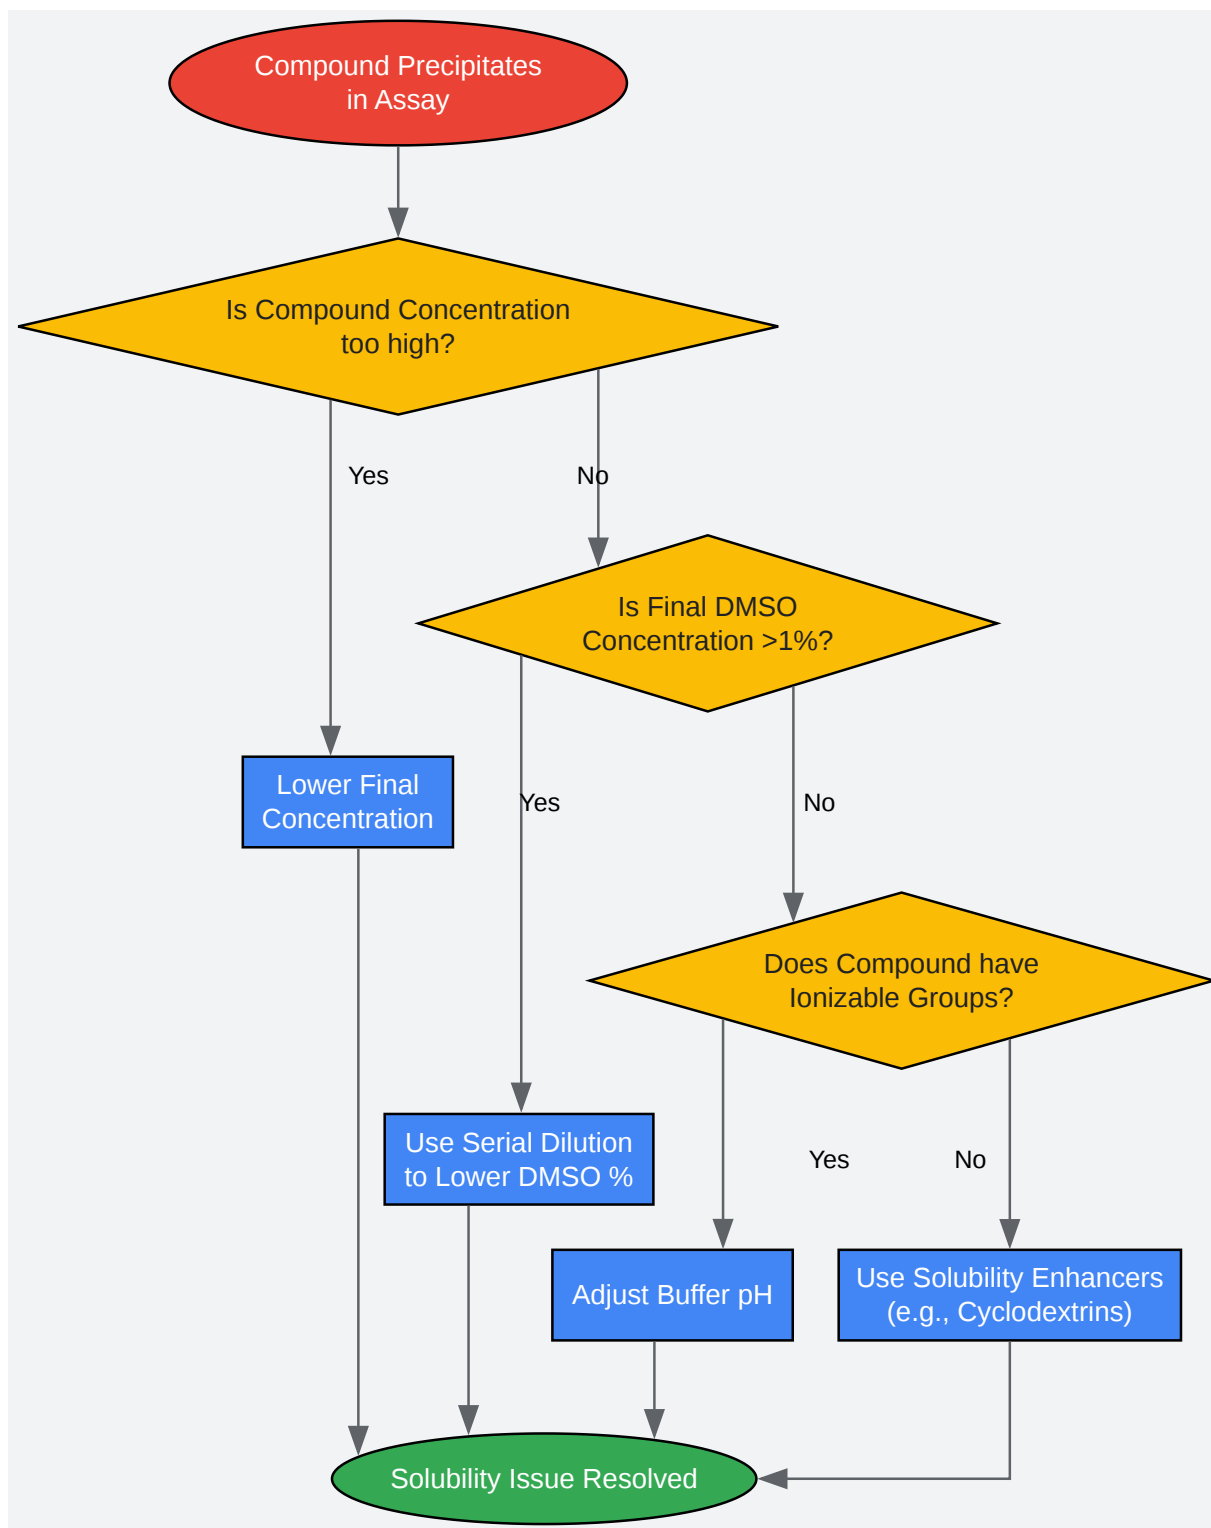 Compound Precipitates
in Assay
Is Compound Concentration
too high?
Yes
No
Is Final DMSO
Concentration >1%?
Lower Final
Concentration
Yes
No
Does Compound have
Ionizable Groups?
Use Serial Dilution
to Lower DMSO %
Yes
No
Adjust Buffer pH
Use Solubility Enhancers
(e.g., Cyclodextrins)
Solubility Issue Resolved